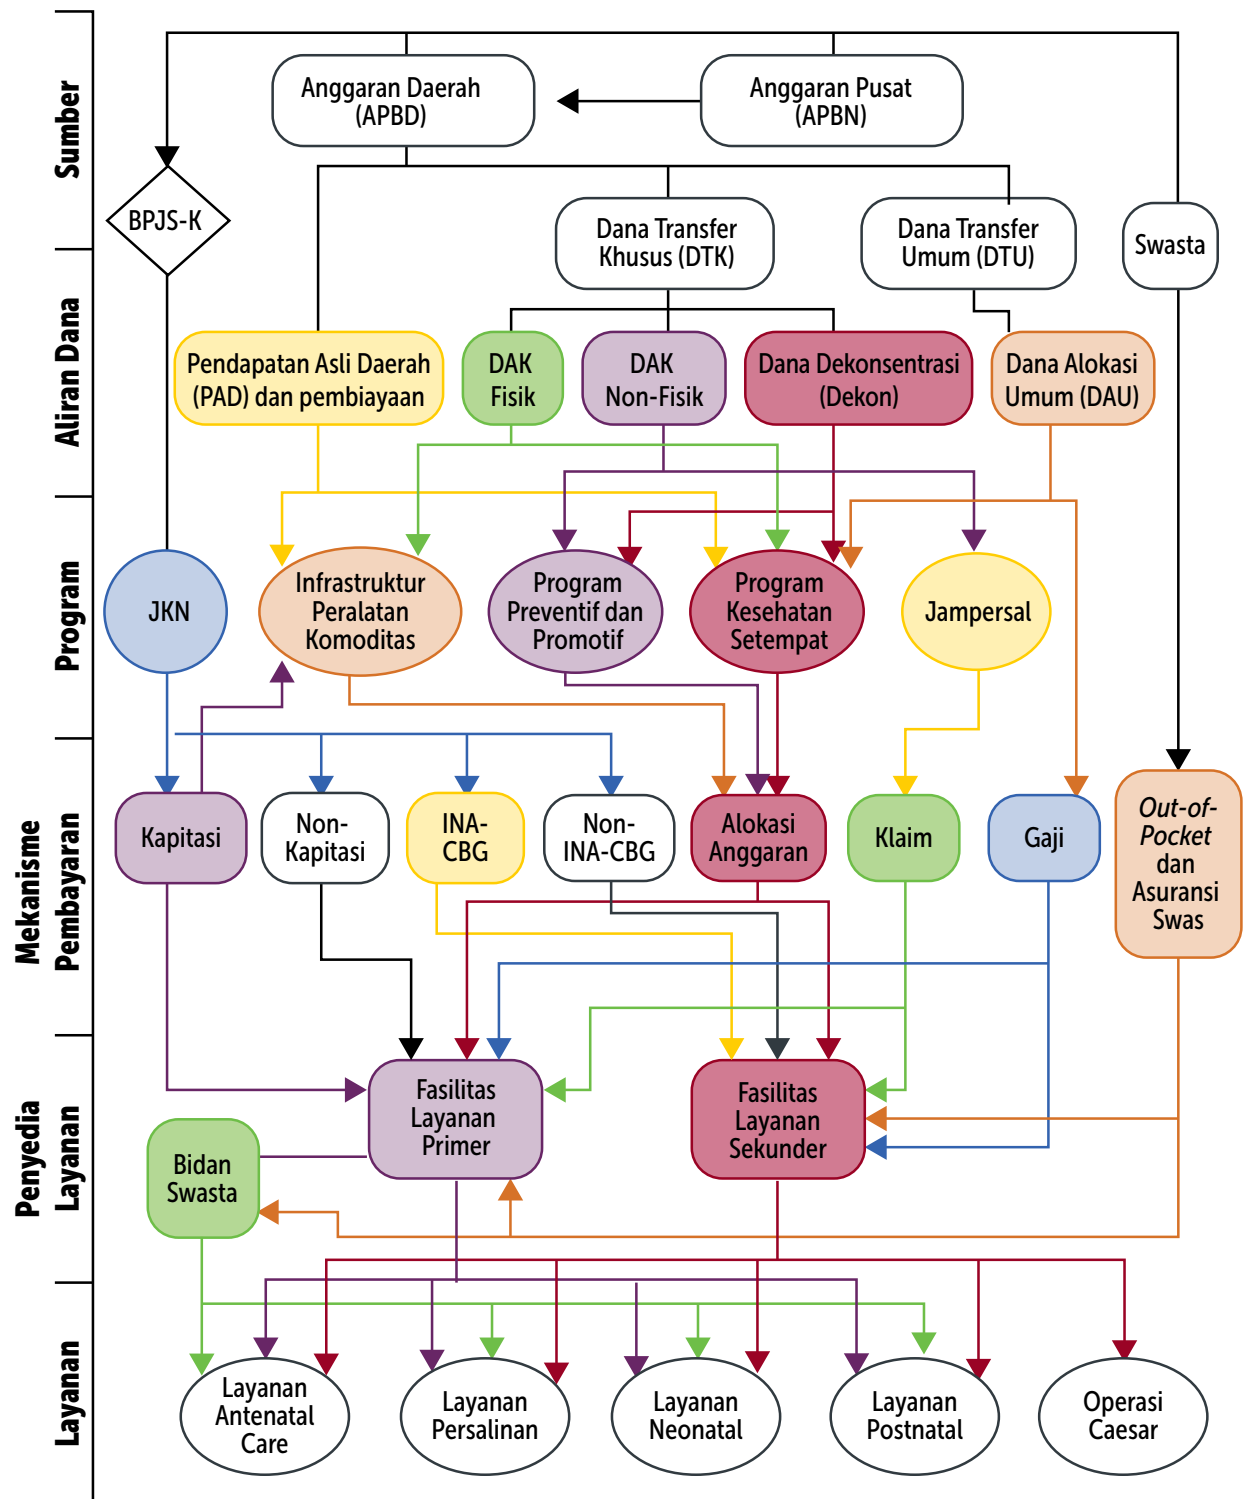 Sumber
Anggaran Daerah
(APBD)
Anggaran Pusat
(APBN)
BPJS-K
Dana Transfer
Khusus (DTK)
Dana Transfer
Umum (DTU)
Swasta
Aliran Dana
Pendapatan Asli Daerah
(PAD) dan pembiayaan
DAK
Fisik
DAK
Non-Fisik
Dana Dekonsentrasi
(Dekon)
Dana Alokasi
Umum (DAU)
Program
JKN
Infrastruktur
Peralatan
Komoditas
Program
Preventif dan
Promotif
Program
Kesehatan
Setempat
Jampersal
Mekanisme
Pembayaran
Kapitasi
Non-
Kapitasi
INA-
CBG
Non-
INA-CBG
Alokasi
Anggaran
Klaim
Gaji
Out-of-
Pocket
dan
Asuransi
Swas
Penyedia
Layanan
Fasilitas
Layanan
Primer
Fasilitas
Layanan
Sekunder
Bidan
Swasta
Layanan
Layanan
Antenatal
Care
Layanan
Persalinan
Layanan
Neonatal
Layanan
Postnatal
Operasi
Caesar